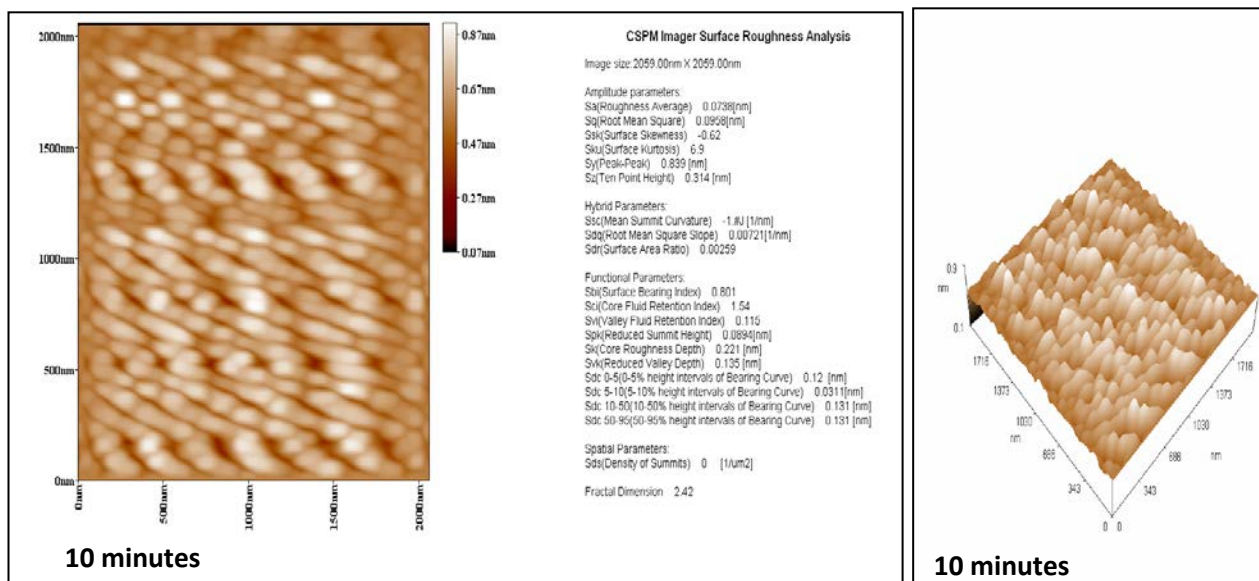 2000nm
1500nm
1000nm
500nm
0nm
0nm
500nm
1000nm
1500nm
2000nm
0.87nm
0.67nm
0.47nm
0.27nm
0.07nm
10 minutes
CSPM Imager Surface Roughness Analysis
Image size:2059.00nm X 2059.00nm
Amplitude parameters:
Sa(Roughness Average) 0.0738[nm]
Sq(Root Mean Square) 0.0958[nm]
Ssk(Surface Skewness) -0.62
Sku(Surface Kurtosis) 6.9
Sy(Peak-Peak) 0.839 [nm]
Sz(Ten Point Height) 0.314 [nm]
Hybrid Parameters:
Ssc(Mean Summit Curvature) -1.#J [1/nm]
Sdq(Root Mean Square Slope) 0.00721[1/nm]
Sdr(Surface Area Ratio) 0.00259
Functional Parameters:
Sbi(Surface Bearing Index) 0.801
Sci(Core Fluid Retention Index) 1.54
Svi(Valley Fluid Retention Index) 0.115
Spk(Reduced Summit Height) 0.0894[nm]
Sk(Core Roughness Depth) 0.221 [nm]
Svk(Reduced Valley Depth) 0.135 [nm]
Sdc 0-5(0-5% height intervals of Bearing Curve) 0.12 [nm]
Sdc 5-10(5-10% height intervals of Bearing Curve) 0.0311[nm]
Sdc 10-50(10-50% height intervals of Bearing Curve) 0.131 [nm]
Sdc 50-95(50-95% height intervals of Bearing Curve) 0.131 [nm]
Spatial Parameters:
Sds(Density of Summits) 0 [1/um2]
Fractal Dimension 2.42
0.9
nm
0.1
1716
1373
1030
nm
686
343
0
0
343
686
nm
1030
1373
1716
10 minutes